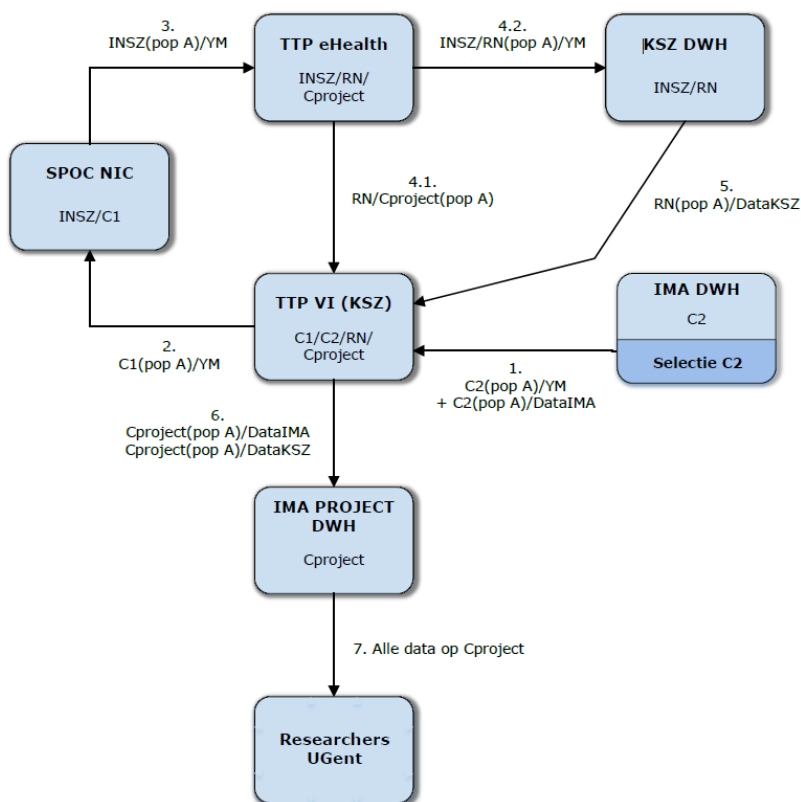 3.
INSZ(pop A)/YM
TTP eHealth
INSZ/RN/
Cproject
4.2.
INSZ/RN(pop A)/YM
KSZ DWH
INSZ/RN
SPOC NIC
INSZ/C1
4.1.
RN/Cproject(pop A)
5.
RN(pop A)/DataKSZ
TTP VI (KSZ)
C1/C2/RN/
Cproject
IMA DWH
C2
Selectie C2
2.
C1(pop A)/YM
1.
C2(pop A)/YM
+ C2(pop A)/DataIMA
6.
Cproject(pop A)/DataIMA
Cproject(pop A)/DataKSZ
IMA PROJECT
DWH
Cproject
7. Alle data op Cproject
Researchers
UGent